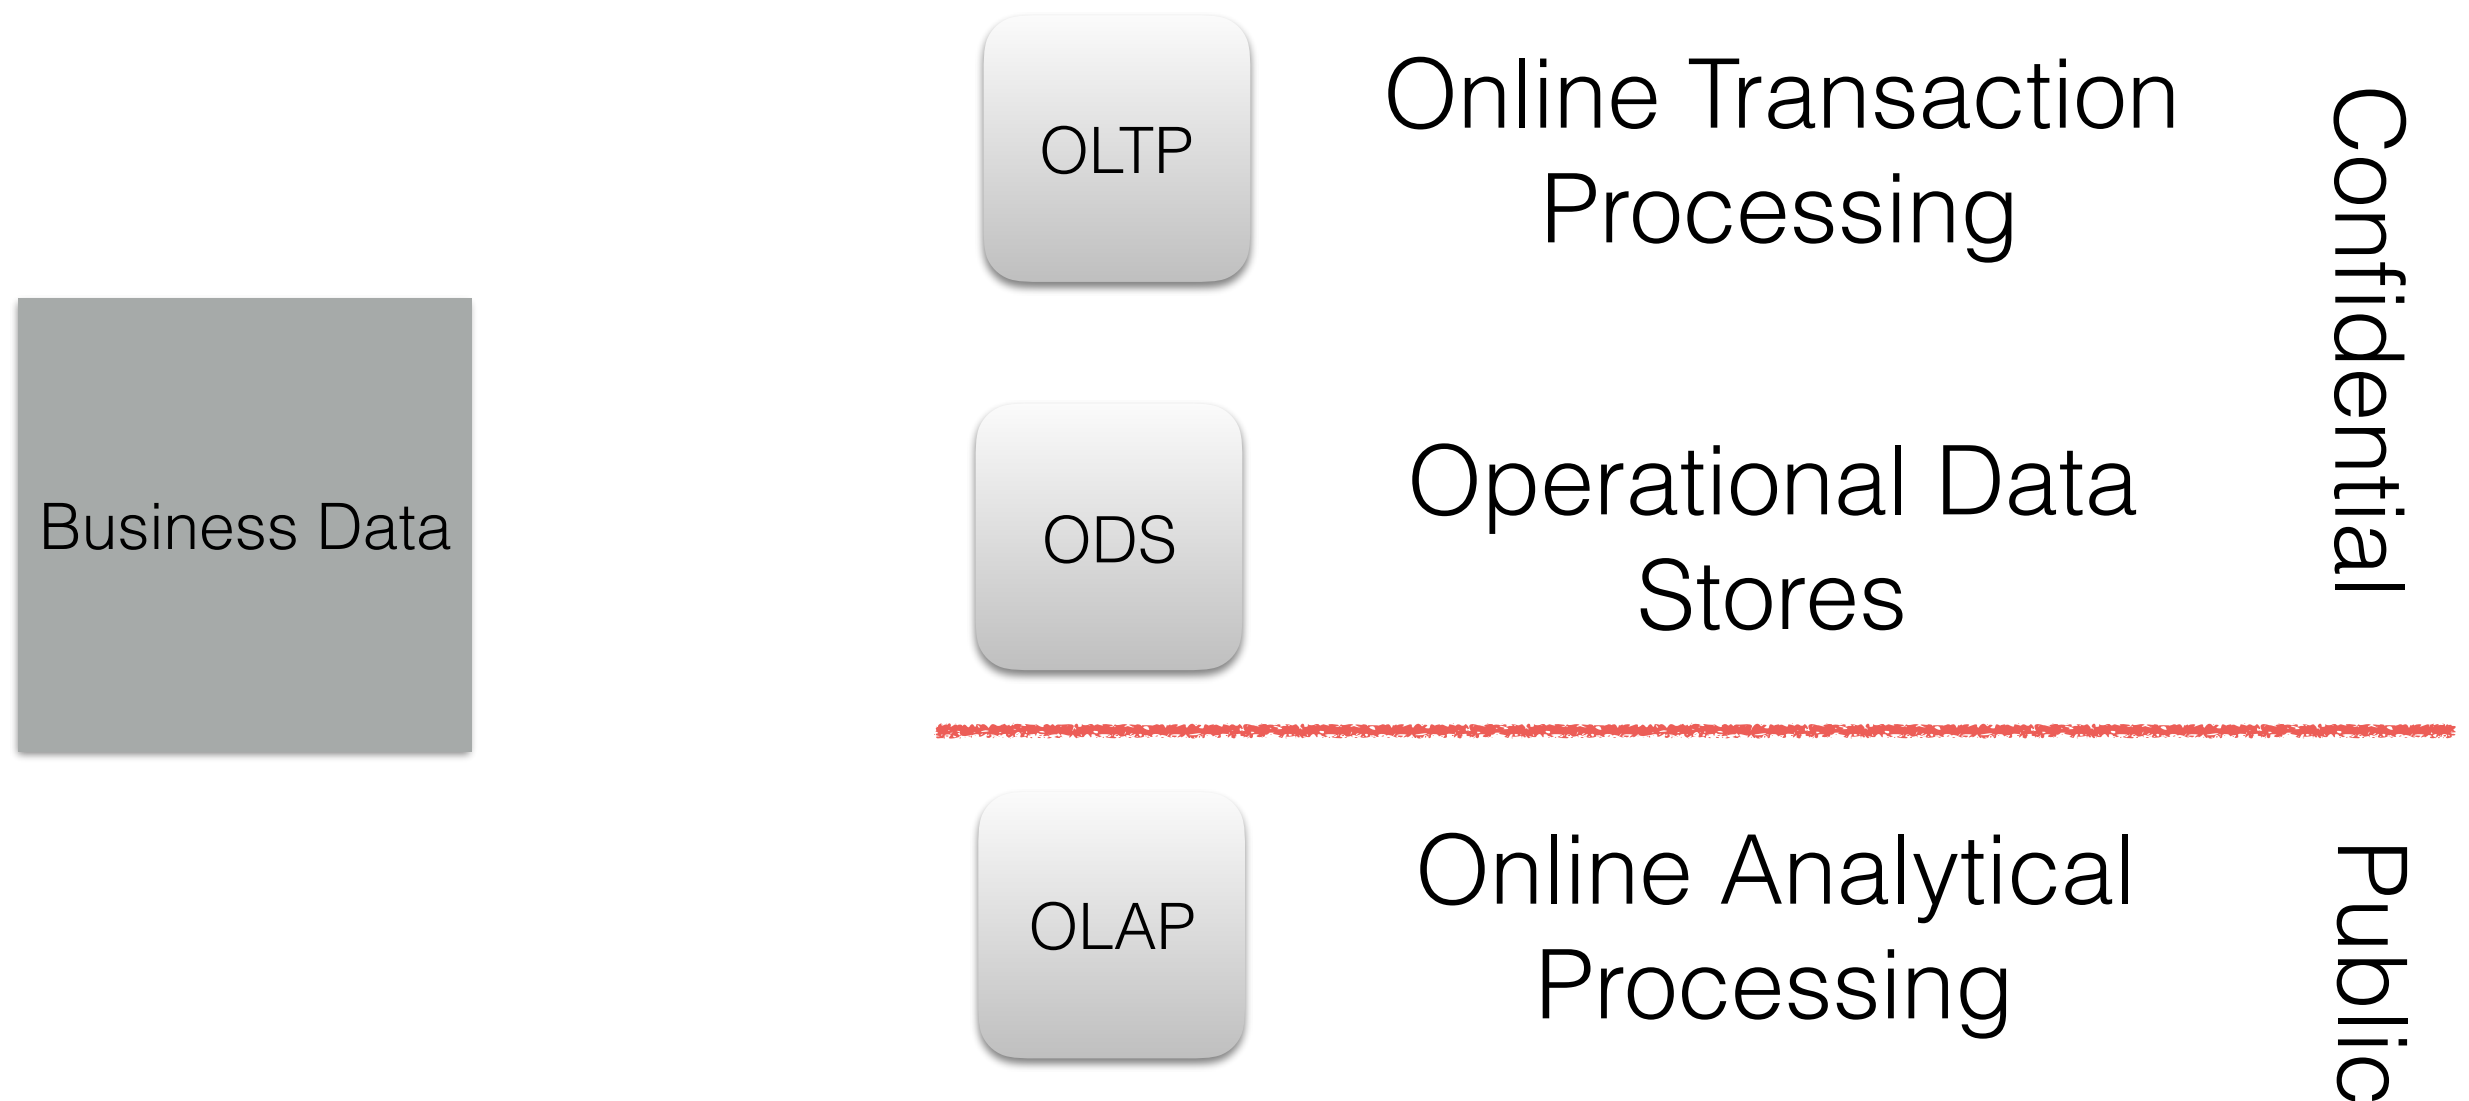 OLTP
Online Transaction
Processing
Confidential
Business Data
ODS
Operational Data
Stores
OLAP
Online Analytical
Processing
Public